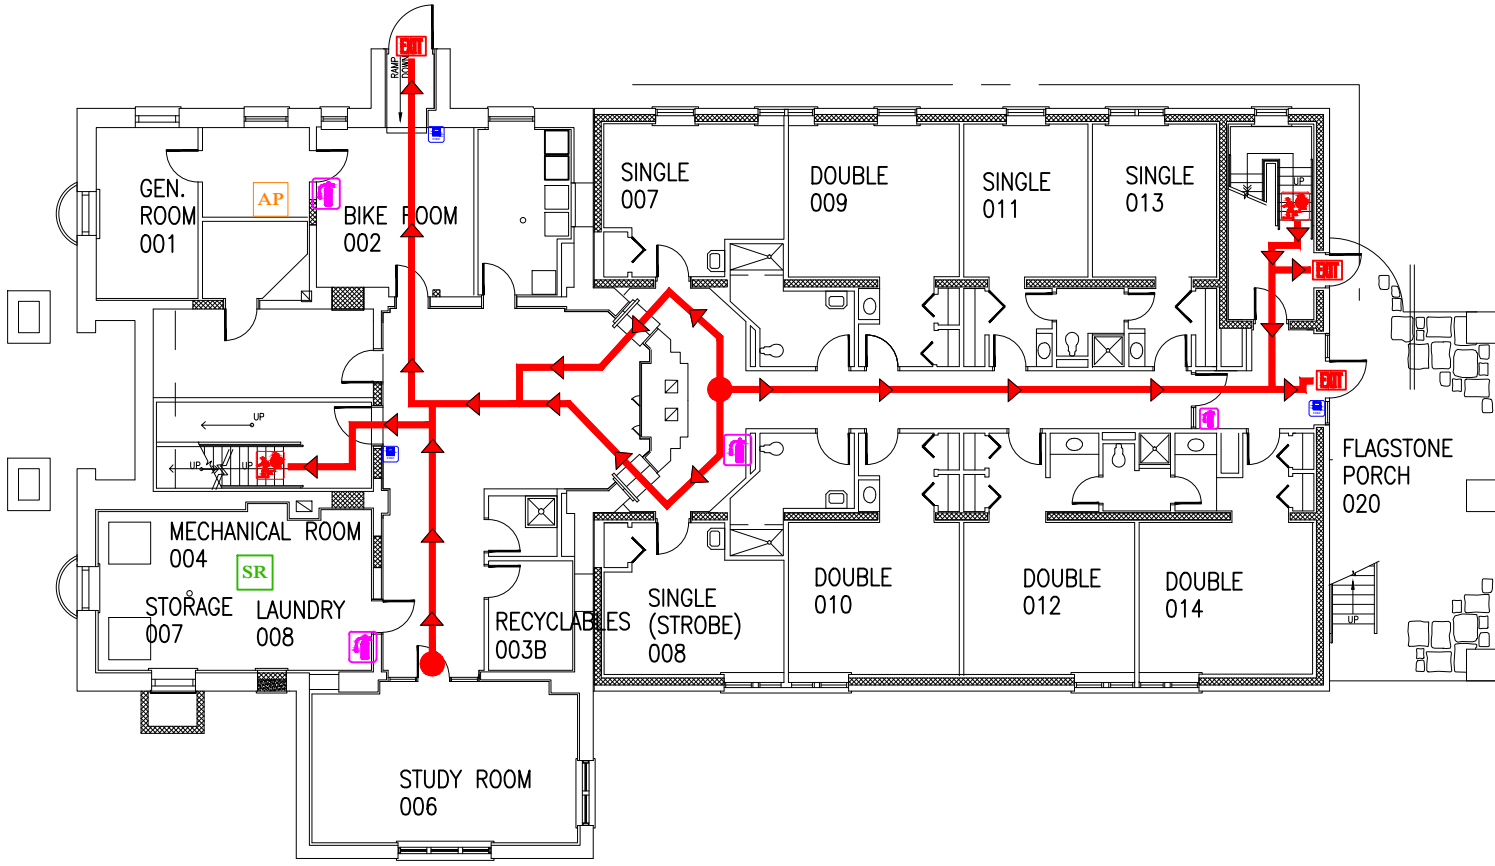 EXIT
RAMP
DOWN
GEN.
ROOM
001
AP
BIKE ROOM
002
SINGLE
007
DOUBLE
009
SINGLE
011
SINGLE
013
UP
EXIT
EXIT
UP
UP
UP
MECHANICAL ROOM
004
SR
STORAGE
007
LAUNDRY
008
RECYCLABLES
003B
SINGLE
(STROBE)
008
DOUBLE
010
DOUBLE
012
DOUBLE
014
FLAGSTONE
PORCH
020
UP
STUDY ROOM
006